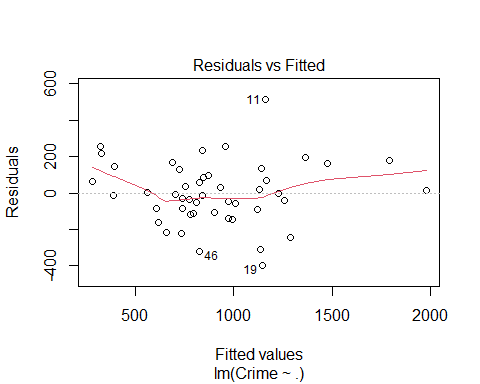 Residuals vs Fitted
Residuals
600
200
0
-400
11
46
19
500
1000
1500
2000
Fitted values
lm(Crime ~ .)